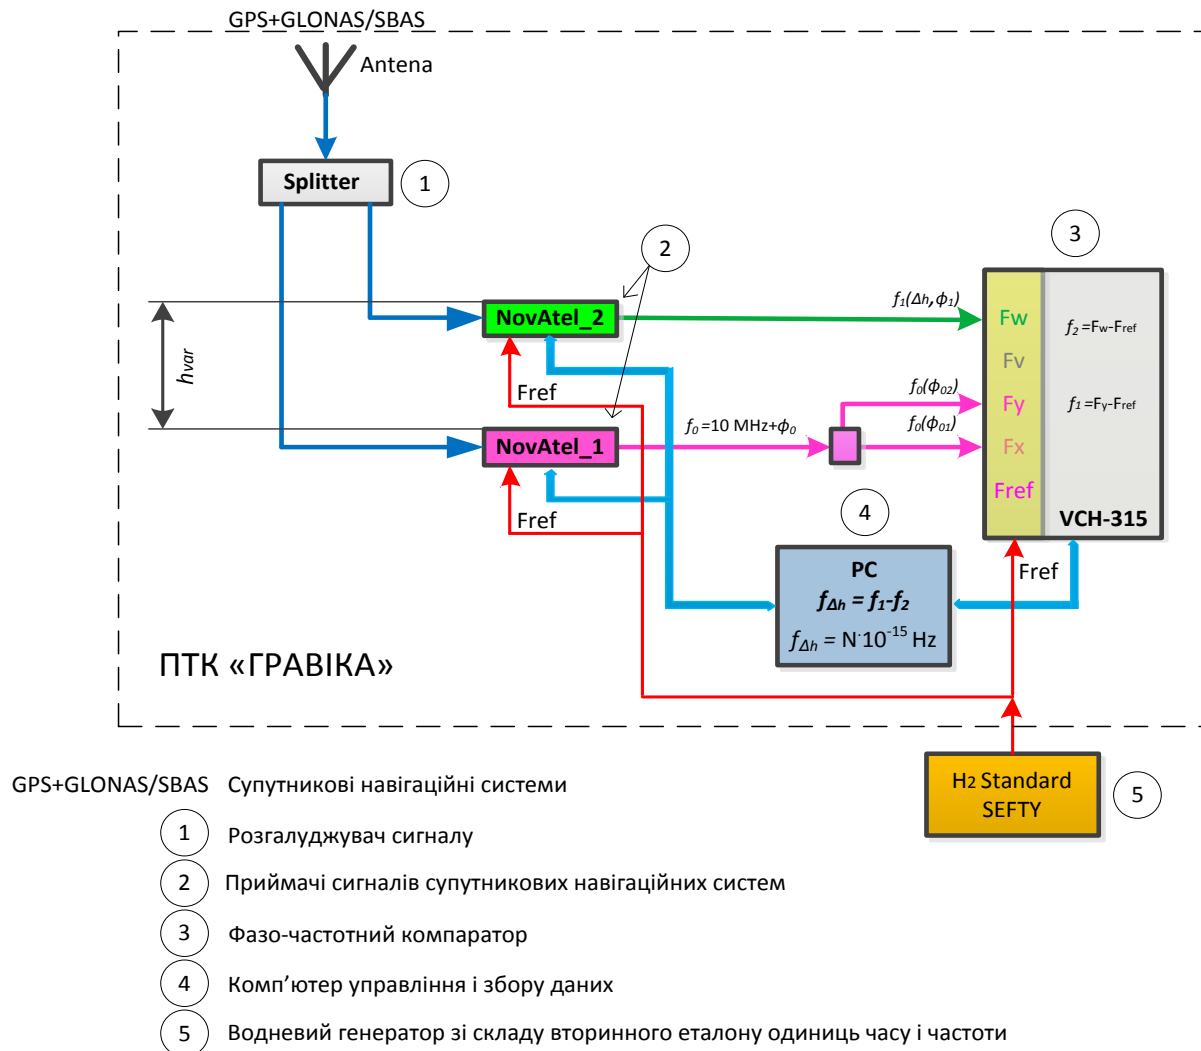 GPS+GLONAS/SBAS
Antena
Splitter
1
2
3
hvar
NovAtel_2
f1(Δh,ϕ1)
Fw
f2 =Fw-Fref
Fv
Fref
f0(ϕ02)
Fy
f1 =Fy-Fref
NovAtel_1
f0 =10 MHz+ϕ0
f0(ϕ01)
Fx
Fref
4
Fref
VCH-315
PC
Fref
fΔh = f1-f2
fΔh = N·10-15 Hz
ПТК «ГРАВІКА»
H2 Standard
SEFTY
5
GPS+GLONAS/SBAS Супутникові навігаційні системи
1 Розгалуджувач сигналу
2 Приймачі сигналів супутникових навігаційних систем
3 Фазо-частотний компаратор
4 Комп’ютер управління і збору даних
5 Водневий генератор зі складу вторинного еталону одиниць часу і частоти